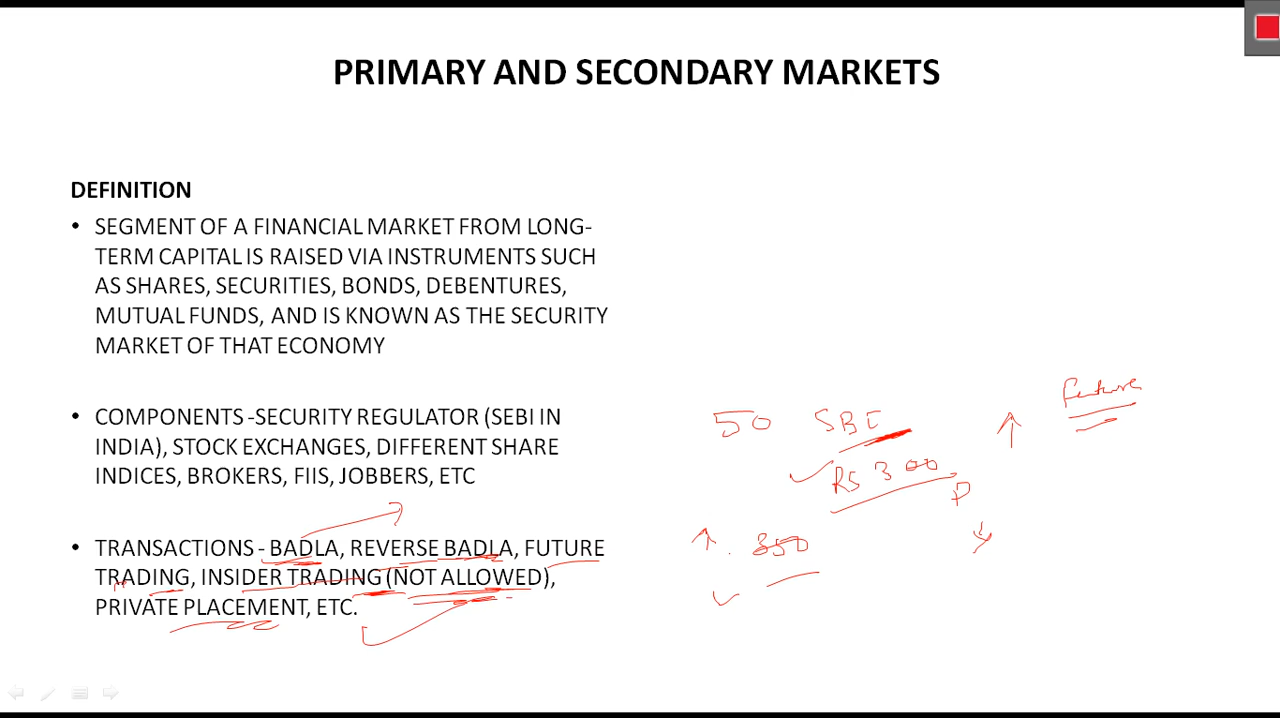 PRIMARY AND SECONDARY MARKETS
DEFINITION
• SEGMENT OF A FINANCIAL MARKET FROM LONG-
TERM CAPITAL IS RAISED VIA INSTRUMENTS SUCH
AS SHARES, SECURITIES, BONDS, DEBENTURES,
MUTUAL FUNDS, AND IS KNOWN AS THE SECURITY
MARKET OF THAT ECONOMY
• COMPONENTS -SECURITY REGULATOR (SEBI IN
INDIA), STOCK EXCHANGES, DIFFERENT SHARE
INDICES, BROKERS, FIIS, JOBBERS, ETC
• TRANSACTIONS - BADLA, REVERSE BADLA, FUTURE
TRADING, INSIDER TRADING (NOT ALLOWED),
PRIVATE PLACEMENT, ETC.
Future
50 SBI
RS 300
P
350